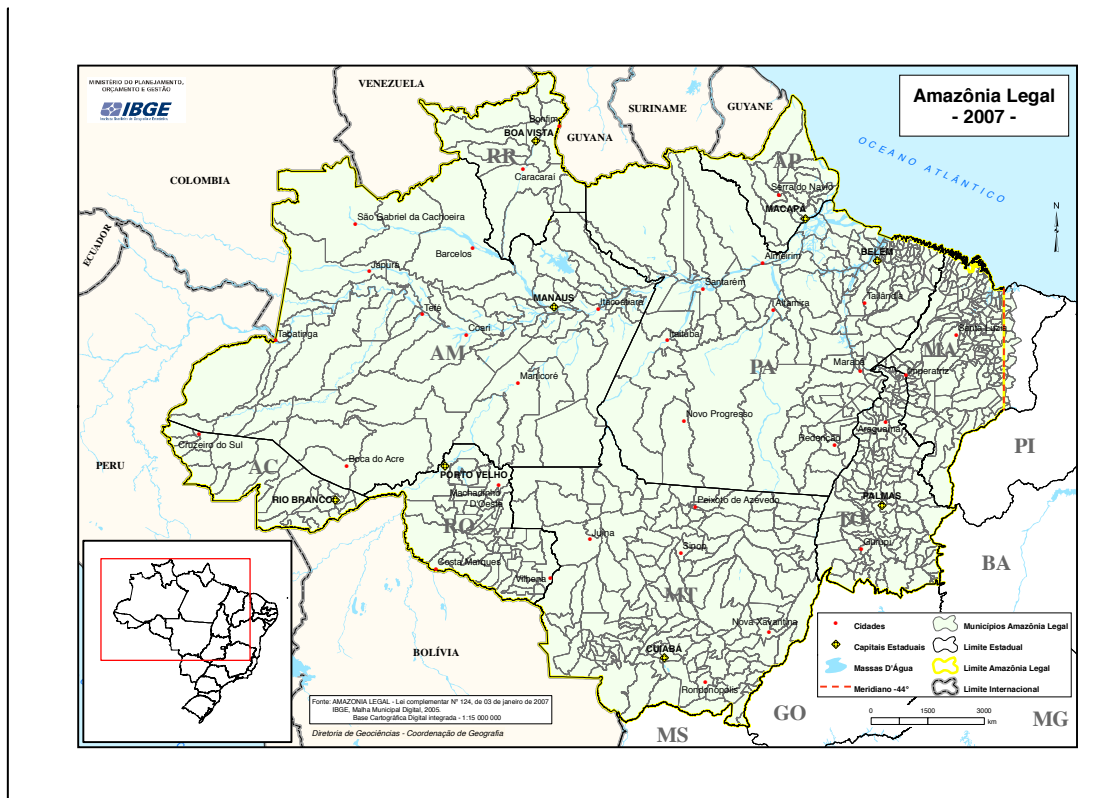 MINISTÉRIO DO PLANEJAMENTO,
ORÇAMENTO E GESTÃO
IBGE
Instituto Brasileiro de Geografia e Estatística
Amazônia Legal
- 2007 -
VENEZUELA
SURINAME
GUYANE
GUYANA
COLOMBIA
ECUADOR
PERU
BOLÍVIA
OCEANO ATLÂNTICO
N
Bonfim
BOA VISTA
RR
Caracaraí
AP
Serra do Navio
MACAPÁ
São Gabriel da Cachoeira
Barcelos
Japurá
BELÉM
Almeirim
Santarém
Tailândia
Altamira
MANAUS
Itacoatiara
Tefé
Coari
Tabatinga
AM
Itaituba
Santa Luzia
MA
PA
Marabá
Imperatriz
Manicoré
Novo Progresso
Araguaína
Redenção
PI
Cruzeiro do Sul
AC
Boca do Acre
RIO BRANCO
PORTO VELHO
Machadinho
D'Oeste
RO
Costa Marques
Vilhena
Peixoto de Azevedo
PALMAS
TO
Gurupi
Juína
Sinop
MT
BA
Nova Xavantina
CUIABÁ
Rondonópolis
GO
MS
MG
Cidades
Capitais Estaduais
Massas D'Água
Meridiano -44°
Municípios Amazônia Legal
Limite Estadual
Limite Amazônia Legal
Limite Internacional
0 1500 3000
km
Fonte: AMAZONIA LEGAL - Lei complementar Nº 124, de 03 de janeiro de 2007
IBGE, Malha Municipal Digital, 2005.
Base Cartográfica Digital integrada - 1:15 000 000
Diretoria de Geociências - Coordenação de Geografia